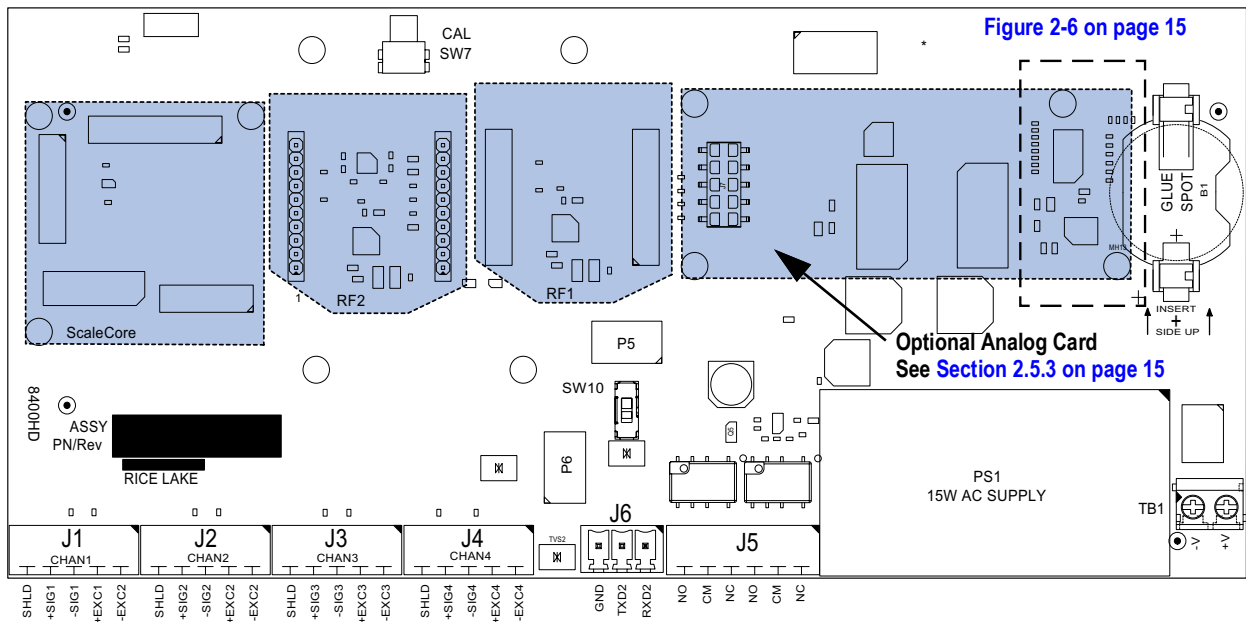 Figure 2-6 on page 15
CAL
SW7
*
J7
GLUE
SPOT
B1
MH13
1
RF2
RF1
ScaleCore
INSERT
+
SIDE UP
P5
Optional Analog Card
See Section 2.5.3 on page 15
8400HD
SW10
ASSY
PN/Rev
RICE LAKE
P6
Q5
PS1
15W AC SUPPLY
TB1
J1
CHAN1
J2
CHAN2
J3
CHAN3
J4
CHAN4
TVS2
J6
J5
-V
+V
SHLD
+SIG1
-SIG1
+EXC1
-EXC2
SHLD
+SIG2
-SIG2
+EXC2
-EXC2
SHLD
+SIG3
-SIG3
+EXC3
-EXC3
SHLD
+SIG4
-SIG4
+EXC4
-EXC4
GND
TXD2
RXD2
NO
CM
NC
NO
CM
NC